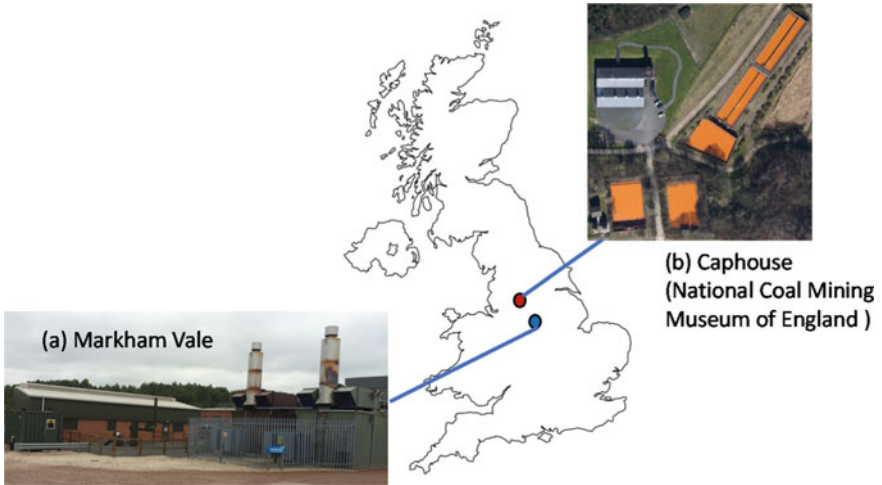 (a) Markham Vale
(b) Caphouse
(National Coal Mining
Museum of England )